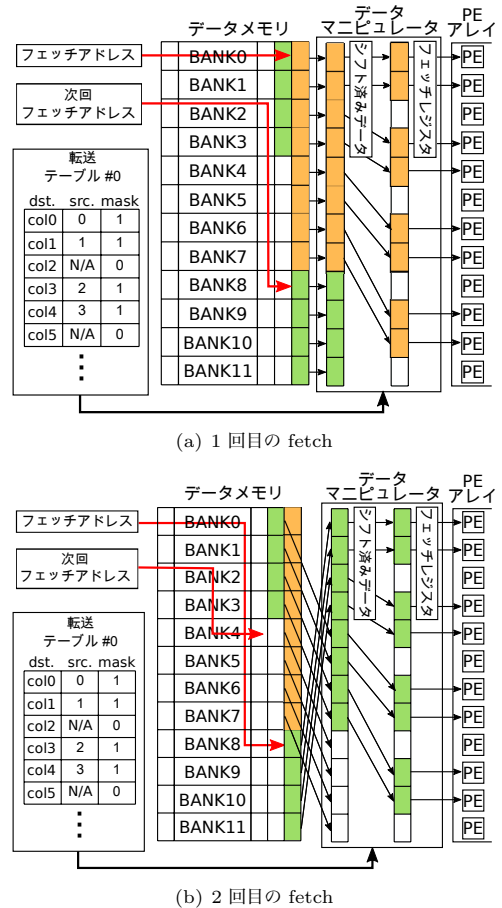 データメモリ
データ
マニピュレータ
PE
アレイ
フェッチアドレス
次回
フェッチアドレス
転送
テーブル #0
dst. src. mask
col0 0 1
col1 1 1
col2 N/A 0
col3 2 1
col4 3 1
col5 N/A 0
BANK0
BANK1
BANK2
BANK3
BANK4
BANK5
BANK6
BANK7
BANK8
BANK9
BANK10
BANK11
シフト済みデータ
フェッチレジスタ
PE
PE
PE
PE
PE
PE
PE
PE
PE
PE
PE
PE
(a) 1 回目の fetch
データメモリ
データ
マニピュレータ
PE
アレイ
フェッチアドレス
次回
フェッチアドレス
転送
テーブル #0
dst. src. mask
col0 0 1
col1 1 1
col2 N/A 0
col3 2 1
col4 3 1
col5 N/A 0
BANK0
BANK1
BANK2
BANK3
BANK4
BANK5
BANK6
BANK7
BANK8
BANK9
BANK10
BANK11
シフト済みデータ
フェッチレジスタ
PE
PE
PE
PE
PE
PE
PE
PE
PE
PE
PE
PE
(b) 2 回目の fetch